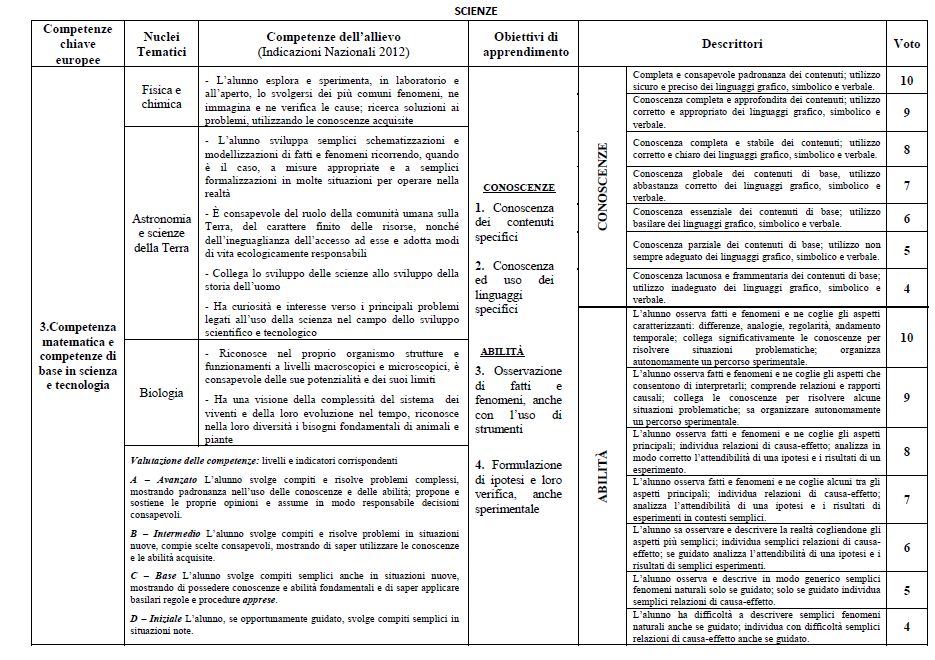 SCIENZE
Competenze
chiave
europee
Nuclei
Tematici
Competenze dell'allievo
(Indicazioni Nazionali 2012)
Obiettivi di
apprendimento
Descrittori
Voto
3.Competenza
matematica e
competenze di
base in scienza
e tecnologia
Fisica e
chimica
- L'alunno esplora e sperimenta, in laboratorio e
all'aperto, lo svolgersi dei più comuni fenomeni, ne
immagina e ne verifica le cause; ricerca soluzioni ai
problemi, utilizzando le conoscenze acquisite
Astronomia
e scienze
della Terra
- L'alunno sviluppa semplici schematizzazioni e
modellizzazioni di fatti e fenomeni ricorrendo, quando
è il caso, a misure appropriate e a semplici
formalizzazioni in molte situazioni per operare nella
realtà
- È consapevole del ruolo della comunità umana sulla
Terra, del carattere finito delle risorse, nonché
dell'ineguaglianza dell'accesso ad esse e adotta modi
di vita ecologicamente responsabili
- Collega lo sviluppo delle scienze allo sviluppo della
storia dell'uomo
- Ha curiosità e interesse verso i principali problemi
legati all'uso della scienza nel campo dello sviluppo
scientifico e tecnologico
Biologia
- Riconosce nel proprio organismo strutture e
funzionamenti a livelli macroscopici e microscopici, è
consapevole delle sue potenzialità e dei suoi limiti
- Ha una visione della complessità del sistema dei
viventi e della loro evoluzione nel tempo, riconosce
nella loro diversità i bisogni fondamentali di animali e
piante
Valutazione delle competenze: livelli e indicatori corrispondenti
A – Avanzato L'alunno svolge compiti e risolve problemi complessi,
mostrando padronanza nell'uso delle conoscenze e delle abilità; propone e
sostiene le proprie opinioni e assume in modo responsabile decisioni
consapevoli.
B – Intermedio L'alunno svolge compiti e risolve problemi in situazioni
nuove, compie scelte consapevoli, mostrando di saper utilizzare le conoscenze
e le abilità acquisite.
C – Base L'alunno svolge compiti semplici anche in situazioni nuove,
mostrando di possedere conoscenze e abilità fondamentali e di saper applicare
basilari regole e procedure apprese.
D – Iniziale L'alunno, se opportunamente guidato, svolge compiti semplici in
situazioni note.
CONOSCENZE
1. Conoscenza
dei contenuti
specifici
2. Conoscenza
ed uso dei
linguaggi
specifici
ABILITÀ
3. Osservazione
di fatti e
fenomeni, anche
con l'uso di
strumenti
4. Formulazione
di ipotesi e loro
verifica, anche
sperimentale
CONOSCENZE
Completa e consapevole padronanza dei contenuti; utilizzo
sicuro e preciso dei linguaggi grafico, simbolico e verbale.
10
Conoscenza completa e approfondita dei contenuti; utilizzo
corretto e appropriato dei linguaggi grafico, simbolico e
verbale.
9
Conoscenza completa e stabile dei contenuti; utilizzo
corretto e chiaro dei linguaggi grafico, simbolico e verbale.
8
Conoscenza globale dei contenuti di base, utilizzo
abbastanza corretto dei linguaggi grafico, simbolico e
verbale.
7
Conoscenza essenziale dei contenuti di base; utilizzo
basilare dei linguaggi grafico, simbolico e verbale.
6
Conoscenza parziale dei contenuti di base; utilizzo non
sempre adeguato dei linguaggi grafico, simbolico e verbale.
5
Conoscenza lacunosa e frammentaria dei contenuti di base;
utilizzo inadeguato dei linguaggi grafico, simbolico e
verbale.
4
ABILITÀ
L'alunno osserva fatti e fenomeni e ne coglie gli aspetti
caratterizzanti: differenze, analogie, regolarità, andamento
temporale; collega significativamente le conoscenze per
risolvere situazioni problematiche; organizza
autonomamente un percorso sperimentale.
10
L'alunno osserva fatti e fenomeni e ne coglie gli aspetti che
consentono di interpretarli; comprende relazioni e rapporti
causali; collega le conoscenze per risolvere alcune
situazioni problematiche; sa organizzare autonomamente
un percorso sperimentale.
9
L'alunno osserva fatti e fenomeni e ne coglie gli aspetti
principali; individua relazioni di causa-effetto; analizza in
modo corretto l'attendibilità di una ipotesi e i risultati di un
esperimento.
8
L'alunno osserva fatti e fenomeni e ne coglie alcuni tra gli
aspetti principali; individua relazioni di causa-effetto;
analizza l'attendibilità di una ipotesi e i risultati di
esperimenti in contesti semplici.
7
L'alunno sa osservare e descrivere la realtà cogliendone gli
aspetti più semplici; individua semplici relazioni di causa-
effetto; se guidato analizza l'attendibilità di una ipotesi e i
risultati di semplici esperimenti.
6
L'alunno osserva e descrive in modo generico semplici
fenomeni naturali solo se guidato; solo se guidato individua
semplici relazioni di causa-effetto.
5
L'alunno ha difficoltà a descrivere semplici fenomeni
naturali anche se guidato; individua con difficoltà semplici
relazioni di causa-effetto anche se guidato.
4